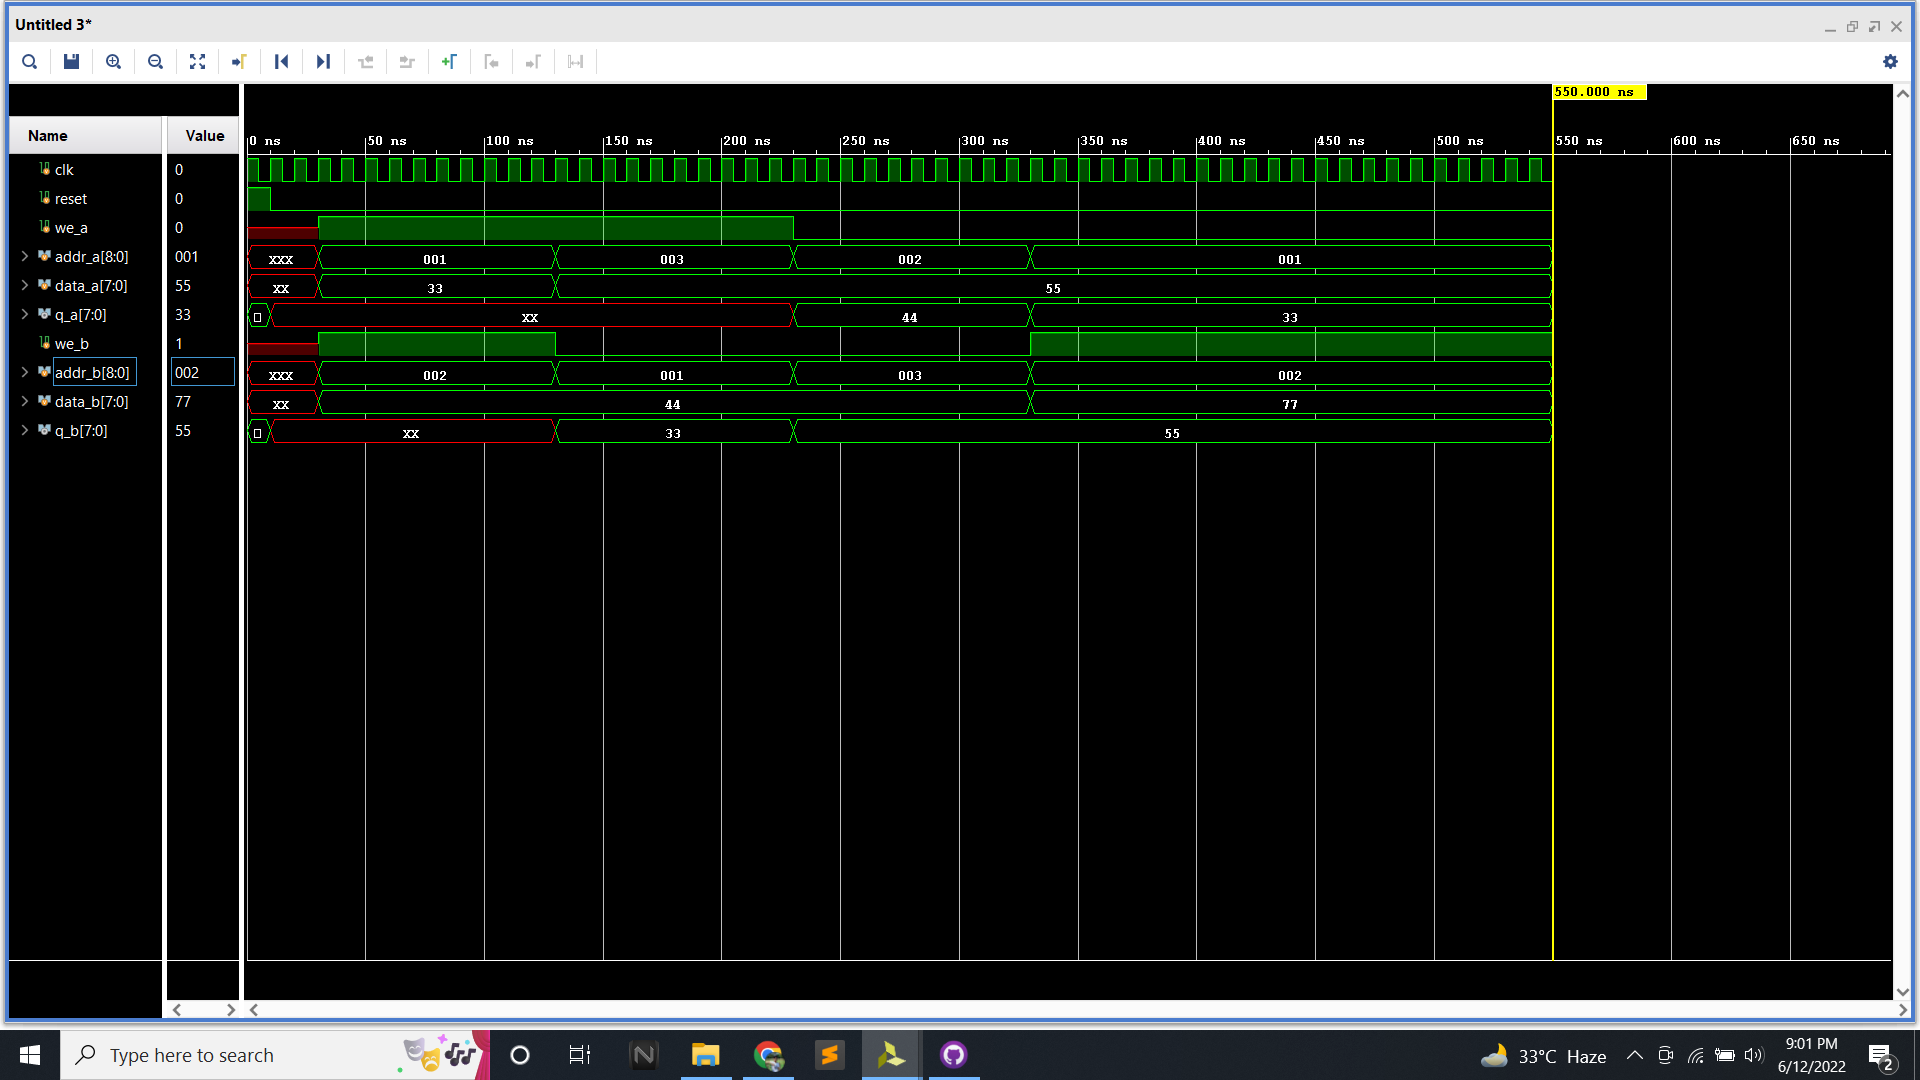 Untitled 3*
550.000 ns
Name Value
0 ns 50 ns 100 ns 150 ns 200 ns 250 ns 300 ns 350 ns 400 ns 450 ns 500 ns 550 ns 600 ns 650 ns
clk 0
reset 0
we_a 0
addr_a[8:0] 001 xxx 001 003 002 001
data_a[7:0] 55 xx 33 55
q_a[7:0] 33 xx 44 33
we_b 1
addr_b[8:0] 002 xxx 002 001 003 002
data_b[7:0] 77 xx 44 77
q_b[7:0] 55 xx 33 55
Type here to search
33°C Haze
9:01 PM
6/12/2022
2